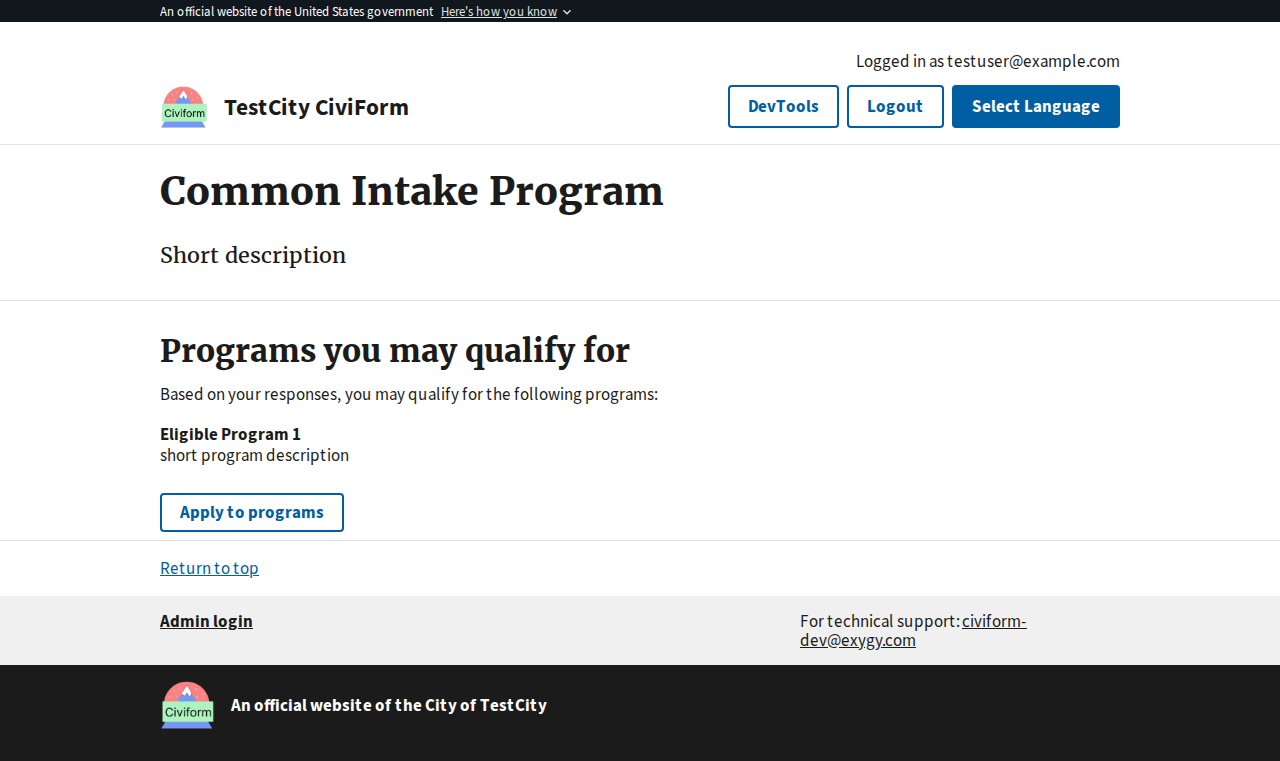 An official website of the United States government Here's how you know
Logged in as testuser@example.com
Civiform
TestCity CiviForm
DevTools
Logout
Select Language
Common Intake Program
Short description
Programs you may qualify for
Based on your responses, you may qualify for the following programs:
Eligible Program 1
short program description
Apply to programs
Return to top
Admin login
For technical support: civiform-
dev@exygy.com
Civiform
An official website of the City of TestCity